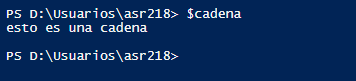 PS D:\Usuarios\asr218> $cadena
esto es una cadena
PS D:\Usuarios\asr218>